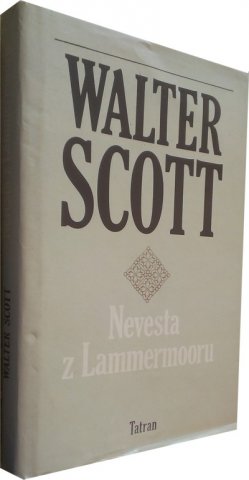 WALTER
SCOTT
Nevesta
z Lammermooru
Tatran
WALTER SCOTT